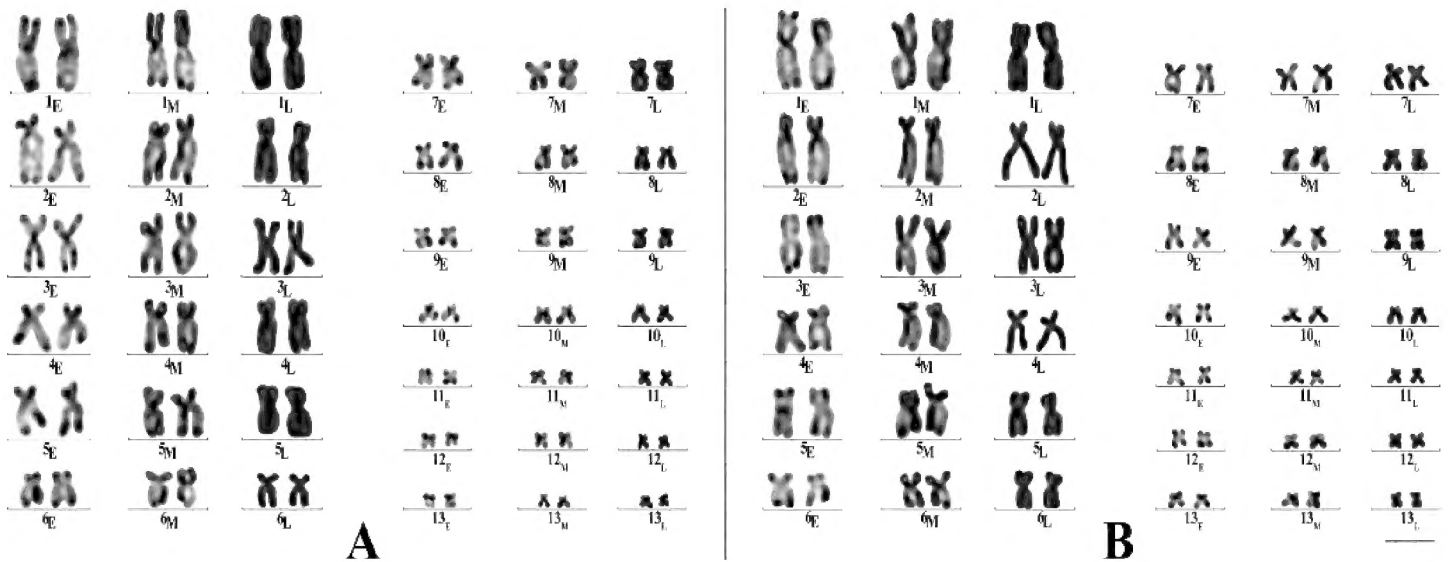 1E 1M 1L 7E 7M 7L
2E 2M 2L 8E 8M 8L
3E 3M 3L 9E 9M 9L
4E 4M 4L 10E 10M 10L
5E 5M 5L 11E 11M 11L
12E 12M 12L
6E 6M 6L 13E 13M 13L
A
1E 1M 1L 7E 7M 7L
2E 2M 2L 8E 8M 8L
3E 3M 3L 9E 9M 9L
4E 4M 4L 10E 10M 10L
5E 5M 5L 11E 11M 11L
12E 12M 12L
6E 6M 6L 13E 13M 13L
B